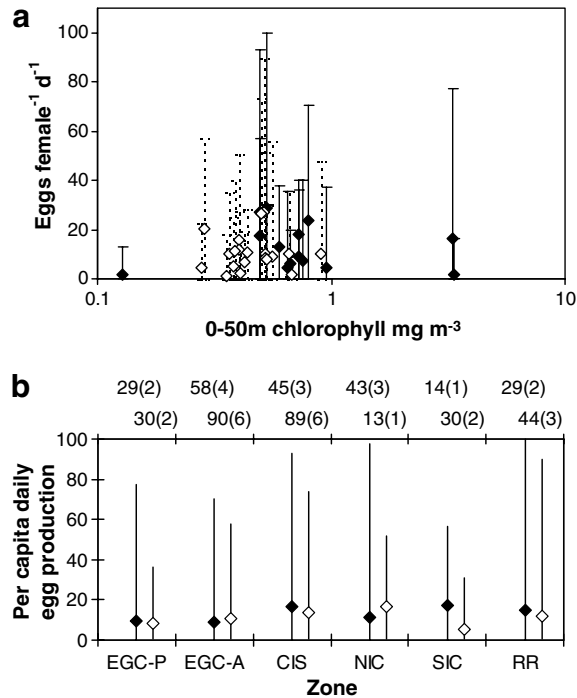 a
Eggs female⁻¹ d⁻¹
100
80
60
40
20
0
0.1 1 10
0-50m chlorophyll mg m⁻³
b
29(2) 58(4) 45(3) 43(3) 14(1) 29(2)
30(2) 90(6) 89(6) 13(1) 30(2) 44(3)
Per capita daily
egg production
100
80
60
40
20
0
EGC-P EGC-A CIS NIC SIC RR
Zone